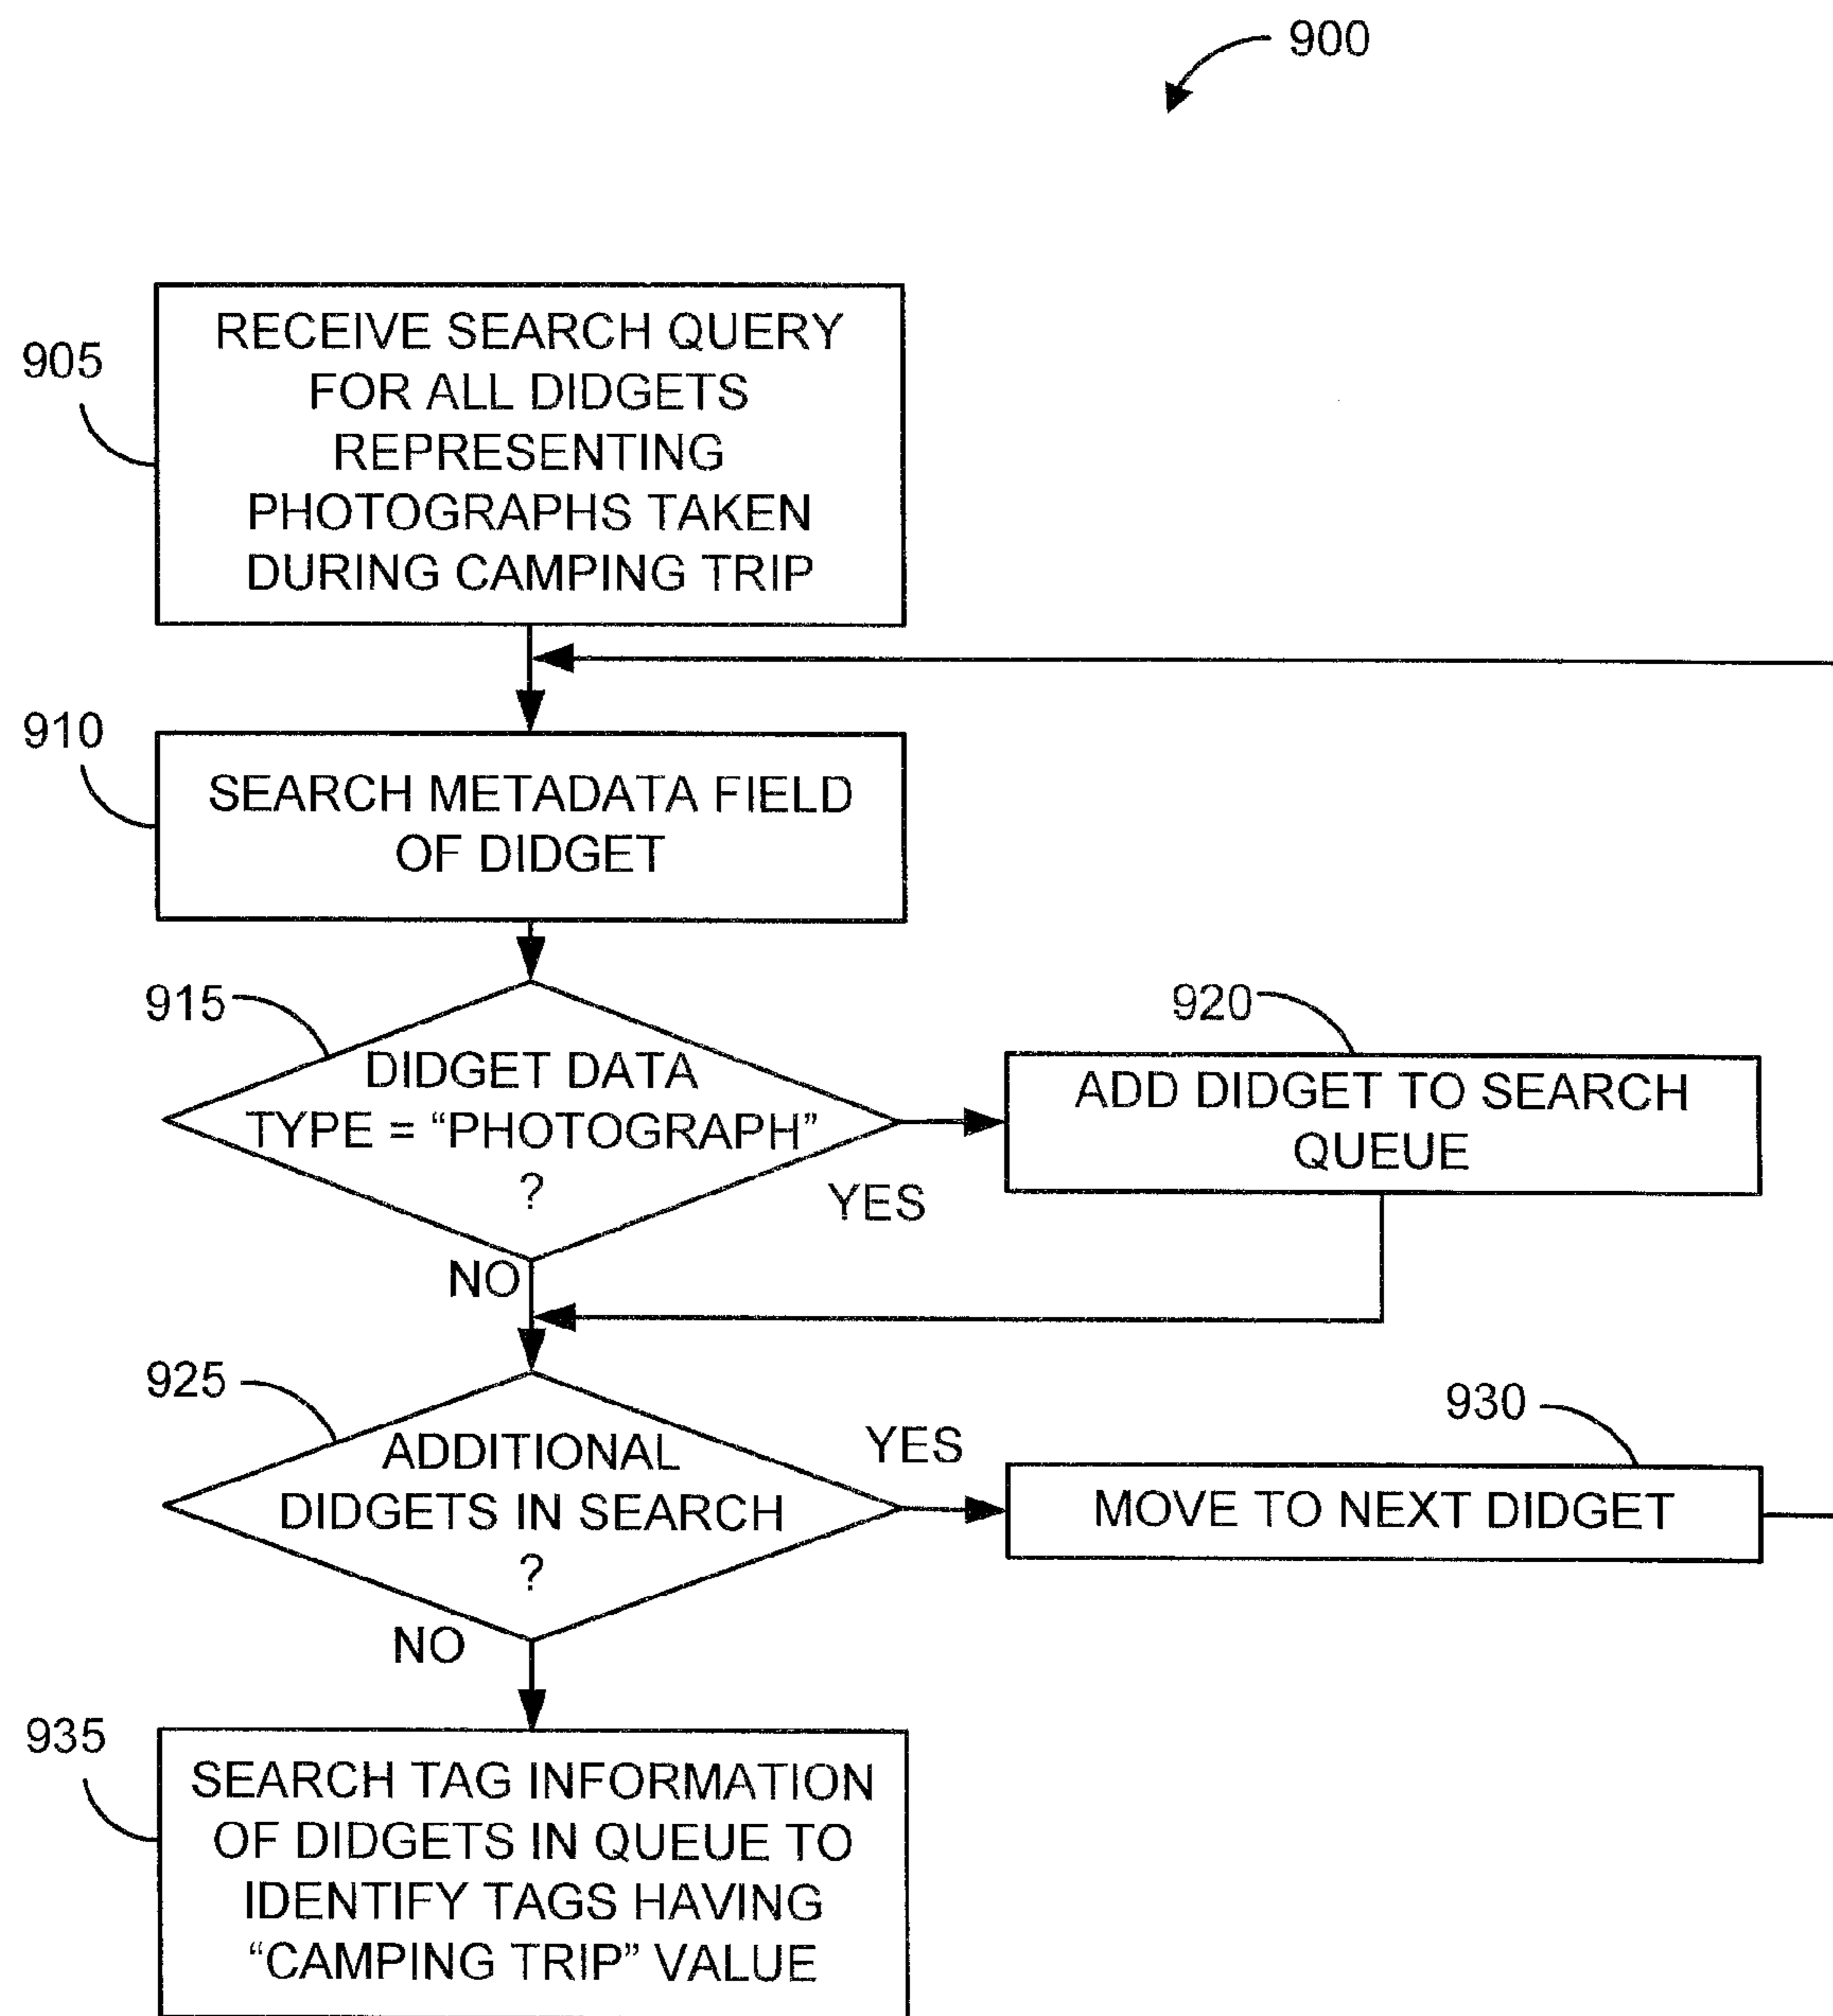 900
905
RECEIVE SEARCH QUERY
FOR ALL DIDGETS
REPRESENTING
PHOTOGRAPHS TAKEN
DURING CAMPING TRIP
910
SEARCH METADATA FIELD
OF DIDGET
915
DIDGET DATA
TYPE = “PHOTOGRAPH”
?
YES
NO
920
ADD DIDGET TO SEARCH
QUEUE
925
ADDITIONAL
DIDGETS IN SEARCH
?
YES
NO
930
MOVE TO NEXT DIDGET
935
SEARCH TAG INFORMATION
OF DIDGETS IN QUEUE TO
IDENTIFY TAGS HAVING
“CAMPING TRIP” VALUE